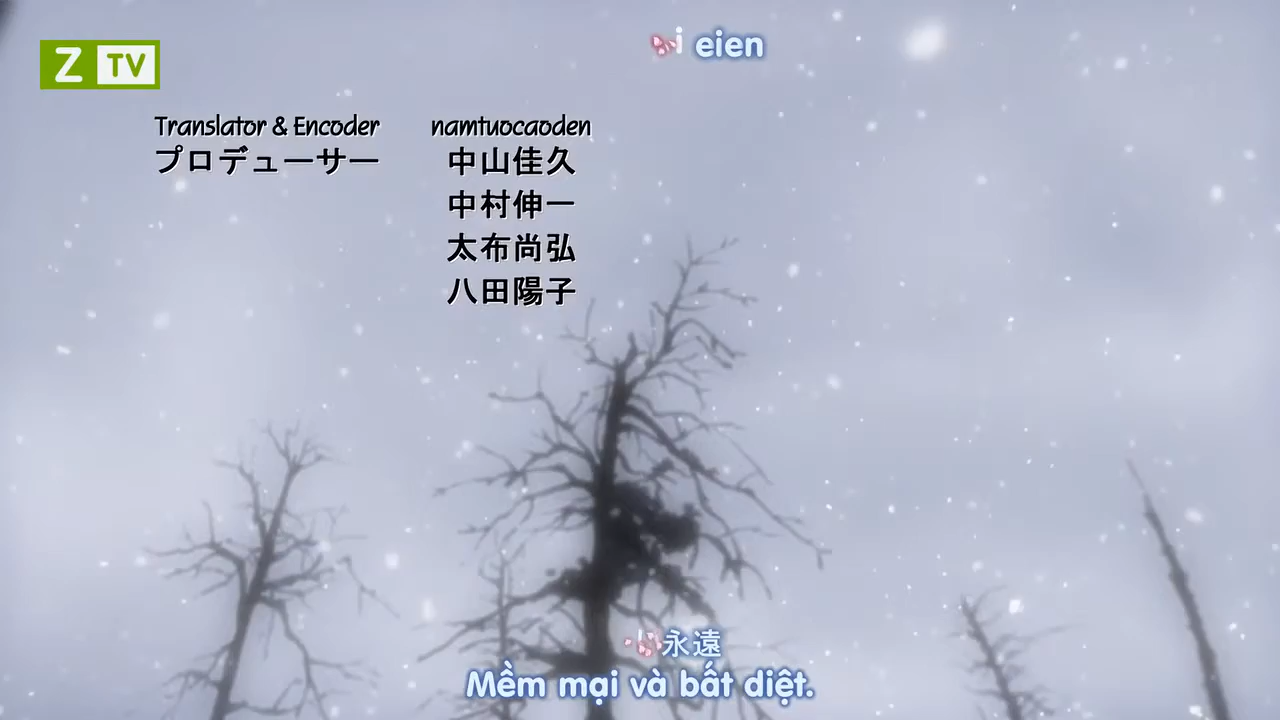 Z TV
i eien
Translator & Encoder namtuocaoden
プロデューサー 中山佳久
中村伸一
太布尚弘
八田陽子
永遠
Mềm mại và bất diệt.